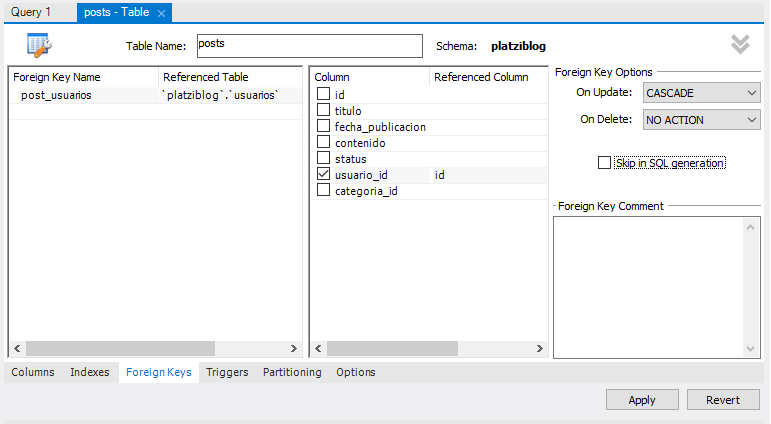 Query 1
posts - Table
Table Name:
posts
Schema:
platziblog
Foreign Key Name
Referenced Table
post_usuarios
`platziblog`.`usuarios`
Column
Referenced Column
id
titulo
fecha_publicacion
contenido
status
usuario_id
id
categoria_id
Foreign Key Options
On Update:
CASCADE
On Delete:
NO ACTION
Skip in SQL generation
Foreign Key Comment
Columns
Indexes
Foreign Keys
Triggers
Partitioning
Options
Apply
Revert